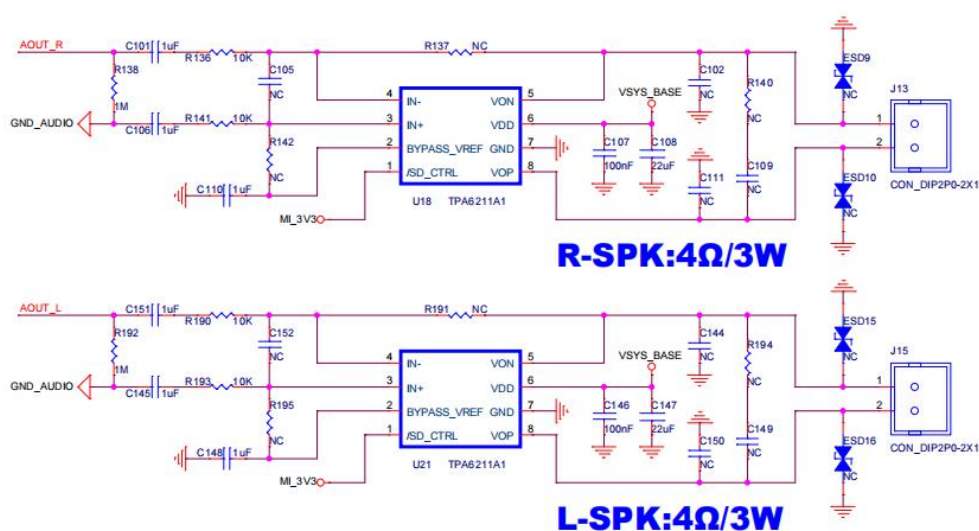 AOUT_R
C101 1uF
R136 10K
R138
1M
C105
NC
R137 NC
GND_AUDIO
C106 1uF
R141 10K
R142
NC
C110 1uF
MI_3V3
4 IN- VON 5
3 IN+ VDD 6
2 BYPASS_VREF GND 7
1 /SD_CTRL VOP 8
U18 TPA6211A1
VSYS_BASE
C107
100nF
C108
22uF
C102
NC
C111
NC
R140
NC
C109
NC
ESD9
NC
ESD10
NC
J13
1
2
CON_DIP2P0-2X1
R-SPK:4Ω/3W
AOUT_L
C151 1uF
R190 10K
R192
1M
C152
NC
R191 NC
GND_AUDIO
C145 1uF
R193 10K
R195
NC
C148 1uF
MI_3V3
4 IN- VON 5
3 IN+ VDD 6
2 BYPASS_VREF GND 7
1 /SD_CTRL VOP 8
U21 TPA6211A1
VSYS_BASE
C146
100nF
C147
22uF
C144
NC
C150
NC
R194
NC
C149
NC
ESD15
NC
ESD16
NC
J15
1
2
CON_DIP2P0-2X1
L-SPK:4Ω/3W